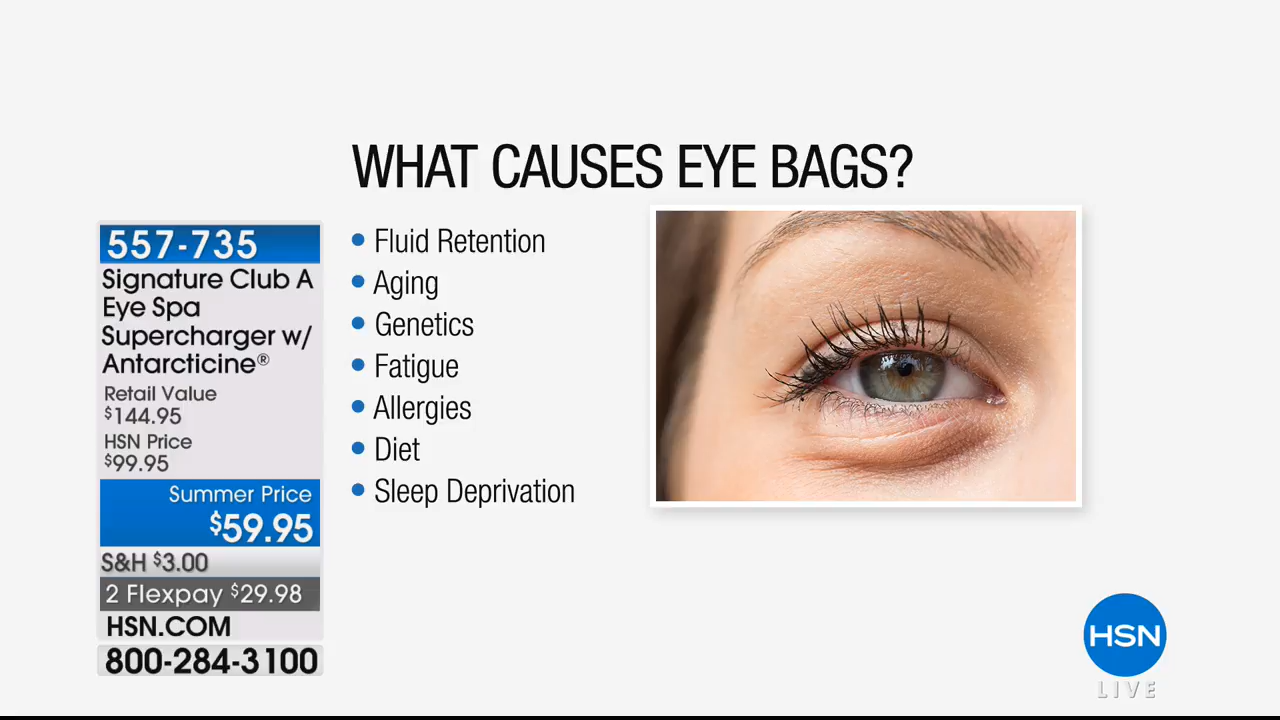 WHAT CAUSES EYE BAGS?
• Fluid Retention
• Aging
• Genetics
• Fatigue
• Allergies
• Diet
• Sleep Deprivation
557-735
Signature Club A
Eye Spa
Supercharger w/
Antarcticine®
Retail Value
$144.95
HSN Price
$99.95
Summer Price
$59.95
S&H $3.00
2 Flexpay $29.98
HSN.COM
800-284-3100
HSN
LIVE